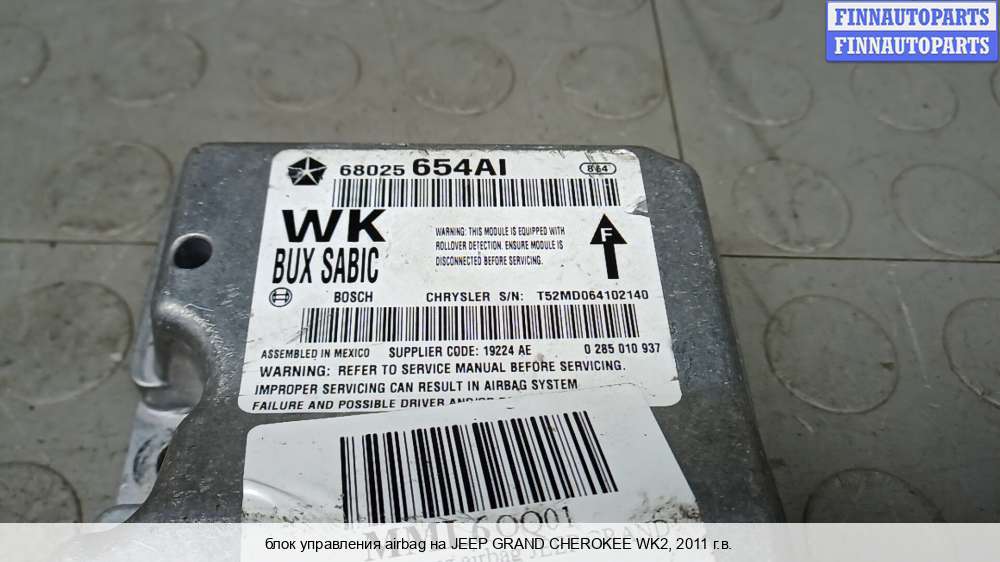 FINNAUTOPARTS
FINNAUTOPARTS
68025 654AI
864
WK
BUX SABIC
WARNING: THIS MODULE IS EQUIPPED WITH
ROLLOVER DETECTION. ENSURE MODULE IS
DISCONNECTED BEFORE SERVICING.
F
BOSCH CHRYSLER S/N: T52MD064102140
ASSEMBLED IN MEXICO SUPPLIER CODE: 19224 AE 0 285 010 937
WARNING: REFER TO SERVICE MANUAL BEFORE SERVICING.
IMPROPER SERVICING CAN RESULT IN AIRBAG SYSTEM
FAILURE AND POSSIBLE DRIVER AND/OR
airbag JEEP GRAND
блок управления airbag на JEEP GRAND CHEROKEE WK2, 2011 г.в.